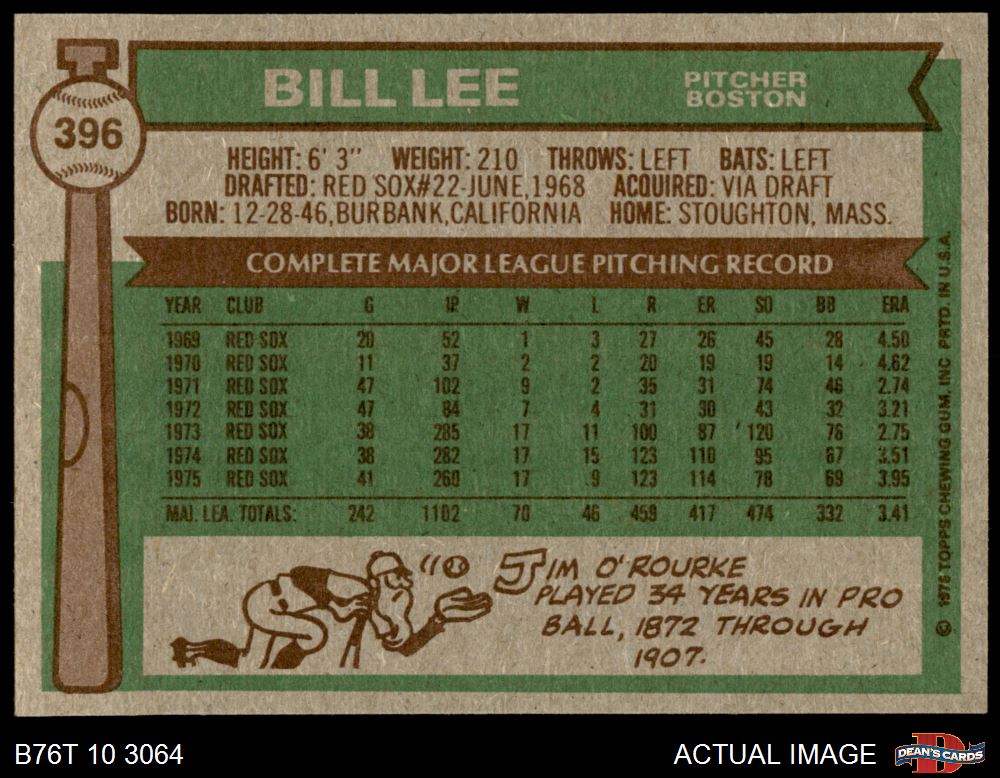 BILL LEE
PITCHER
BOSTON
396
HEIGHT: 6' 3" WEIGHT: 210 THROWS: LEFT BATS: LEFT
DRAFTED: RED SOX#22-JUNE,1968 ACQUIRED: VIA DRAFT
BORN: 12-28-46,BURBANK,CALIFORNIA HOME: STOUGHTON, MASS.
COMPLETE MAJOR LEAGUE PITCHING RECORD
YEAR CLUB G IP W L R ER SO BB ERA
1969 RED SOX 20 52 1 3 27 26 45 28 4.50
1970 RED SOX 11 37 2 2 20 19 19 14 4.62
1971 RED SOX 47 102 9 2 35 31 74 46 2.74
1972 RED SOX 47 84 7 4 31 30 43 32 3.21
1973 RED SOX 38 285 17 11 100 87 120 76 2.75
1974 RED SOX 38 282 17 15 123 110 95 67 3.51
1975 RED SOX 41 260 17 9 123 114 78 69 3.95
MAJ. LEA. TOTALS: 242 1102 70 46 459 417 474 332 3.41
JIM O'ROURKE
PLAYED 34 YEARS IN PRO
BALL, 1872 THROUGH
1907.
© 1976 TOPPS CHEWING GUM, INC PRTD. IN U.S.A.
B76T 10 3064
ACTUAL IMAGE
DEAN'S CARDS